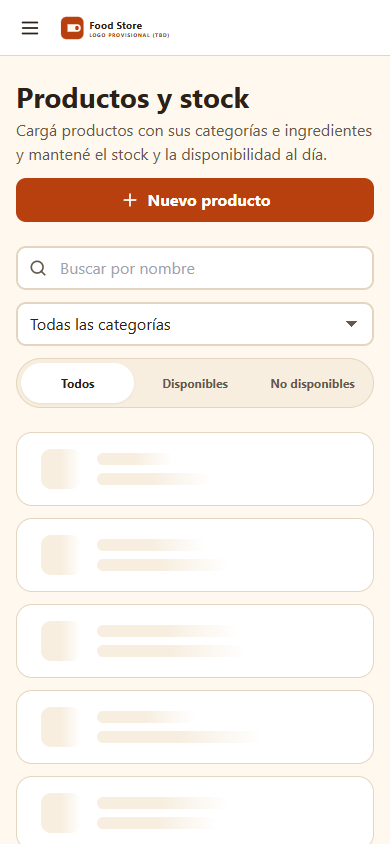 Food Store
LOGO PROVISIONAL (TBD)
Productos y stock
Cargá productos con sus categorías e ingredientes
y mantené el stock y la disponibilidad al día.
Nuevo producto
Buscar por nombre
Todas las categorías
Todos
Disponibles
No disponibles